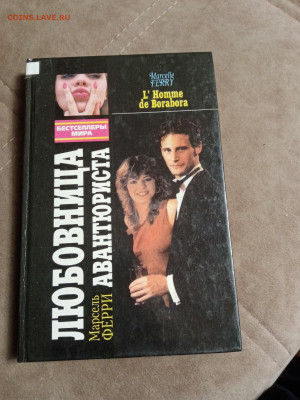 COINS.LAVE.RU
Marcelle
FERRY
L' Homme
de Borabora
БЕСТСЕЛЛЕРЫ
МИРА
ЛЮБОВНИЦА
АВАНТЮРИСТА
Марсель
ФЕРРИ